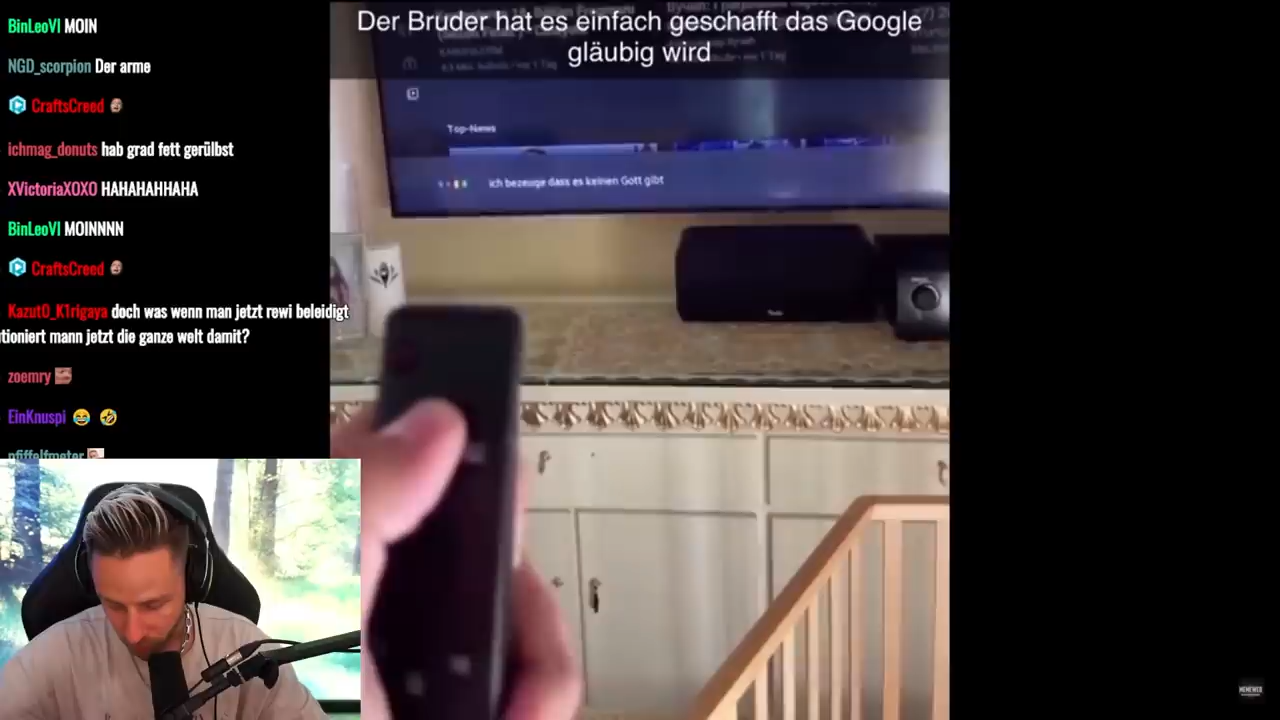 BinLeoVI MOIN
NGD_scorpion Der arme
CraftsCreed
ichmag_donuts hab grad fett gerülbst
XVictoriaXOXO HAHAHAHHAHA
BinLeoVI MOINNNN
CraftsCreed
Kazut0_K1rigaya doch was wenn man jetzt rewi beleidigt
tioniert mann jetzt die ganze welt damit?
zoemry
EinKnuspi
pfiffelfmeter
Der Bruder hat es einfach geschafft das Google
gläubig wird
Top-News
ich bezeuge dass es keinen Gott gibt